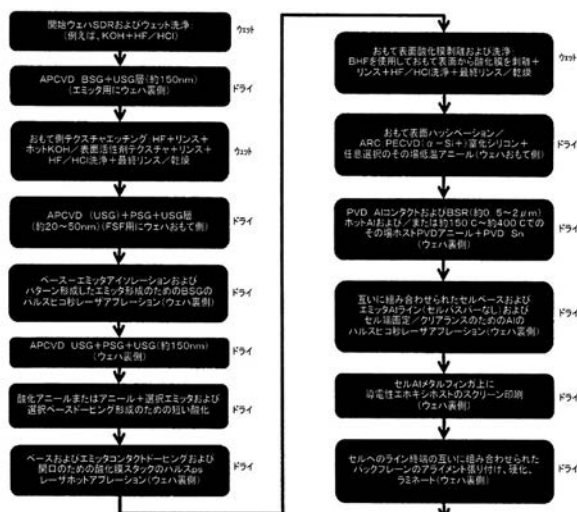 開始ウェハSDRおよびウェット洗浄:
(例えば、KOH+HF/HCl)
ウェット
APCVD BSG+USG層(約150nm)
(エミッタ用にウェハ裏側)
ドライ
おもて側テクスチャエッチング HF+リンス+
ホットKOH/表面活性剤テクスチャ+リンス+
HF/HCl洗浄+最終リンス/乾燥
ウェット
APCVD (USG)+PSG+USG層
(約20~50nm)(FSF用にウェハおもて側)
ドライ
ベースーエミッタアイソレーションおよび
パターン形成したエミッタ形成のためのBSGの
パルスピコ秒レーザアブレーション(ウェハ裏側)
ドライ
APCVD USG+PSG+USG(約150nm)
(ウェハ裏側)
ドライ
酸化アニールまたはアニール+選択エミッタおよび
選択ベースドーピング形成のための短い酸化
ドライ
ベースおよびエミッタコンタクトドーピングおよび
開口のための酸化膜スタックのパルスps
レーザホットアブレーション(ウェハ裏側)
ドライ
おもて表面酸化膜剥離および洗浄:
BHFを使用しておもて表面から酸化膜を剥離+
リンス+HF/HCl洗浄+最終リンス/乾燥
ウェット
おもて表面パッシベーション/
ARC PECVD(α-Si(+)窒化シリコン+
任意選択のその場低温アニール(ウェハおもて側)
ドライ
PVD AlコンタクトおよびBSR(約0.5~2μm)
ホットAlおよび/または約150℃~約400℃での
その場ポストPVDアニール+PVD Sn
(ウェハ裏側)
ドライ
互いに組み合わせられたセルベースおよび
エミッタAlライン(セルバスバーなし)および
セル端画定/クリアランスのためのAlの
パルスピコ秒レーザアブレーション(ウェハ裏側)
ドライ
セルAlメタルフィンガ上に
導電性エポキシポストのスクリーン印刷
(ウェハ裏側)
ドライ
セルへのライン終端の互いに組み合わせられた
バックプレーンのアライメント張り付け、硬化、
ラミネート(ウェハ裏側)
ドライ